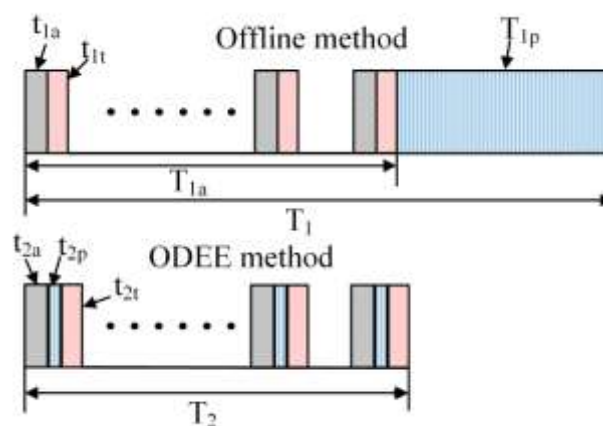 t1a
t1t
Offline method
T1p
T1a
T1
t2a
t2p
ODEE method
t2t
T2